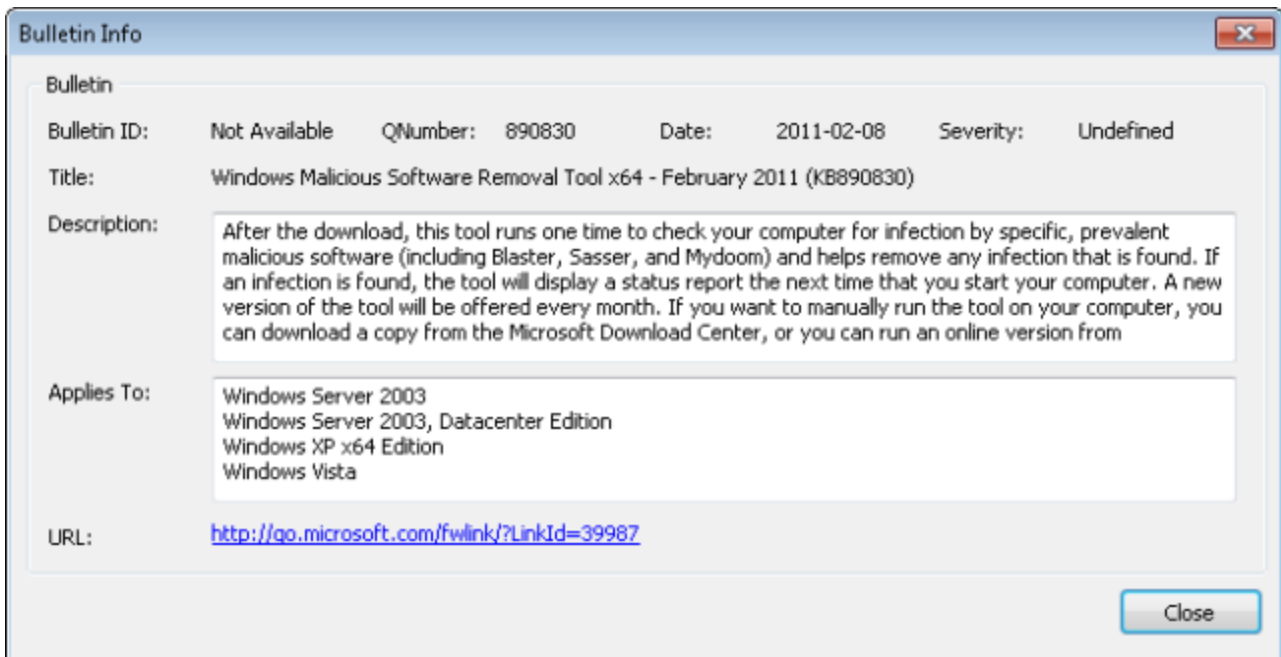 Bulletin Info
Bulletin
Bulletin ID: Not Available QNumber: 890830 Date: 2011-02-08 Severity: Undefined
Title: Windows Malicious Software Removal Tool x64 - February 2011 (KB890830)
Description: After the download, this tool runs one time to check your computer for infection by specific, prevalent
malicious software (including Blaster, Sasser, and Mydoom) and helps remove any infection that is found. If
an infection is found, the tool will display a status report the next time that you start your computer. A new
version of the tool will be offered every month. If you want to manually run the tool on your computer, you
can download a copy from the Microsoft Download Center, or you can run an online version from
Applies To: Windows Server 2003
Windows Server 2003, Datacenter Edition
Windows XP x64 Edition
Windows Vista
URL: http://go.microsoft.com/fwlink/?LinkId=39987
Close